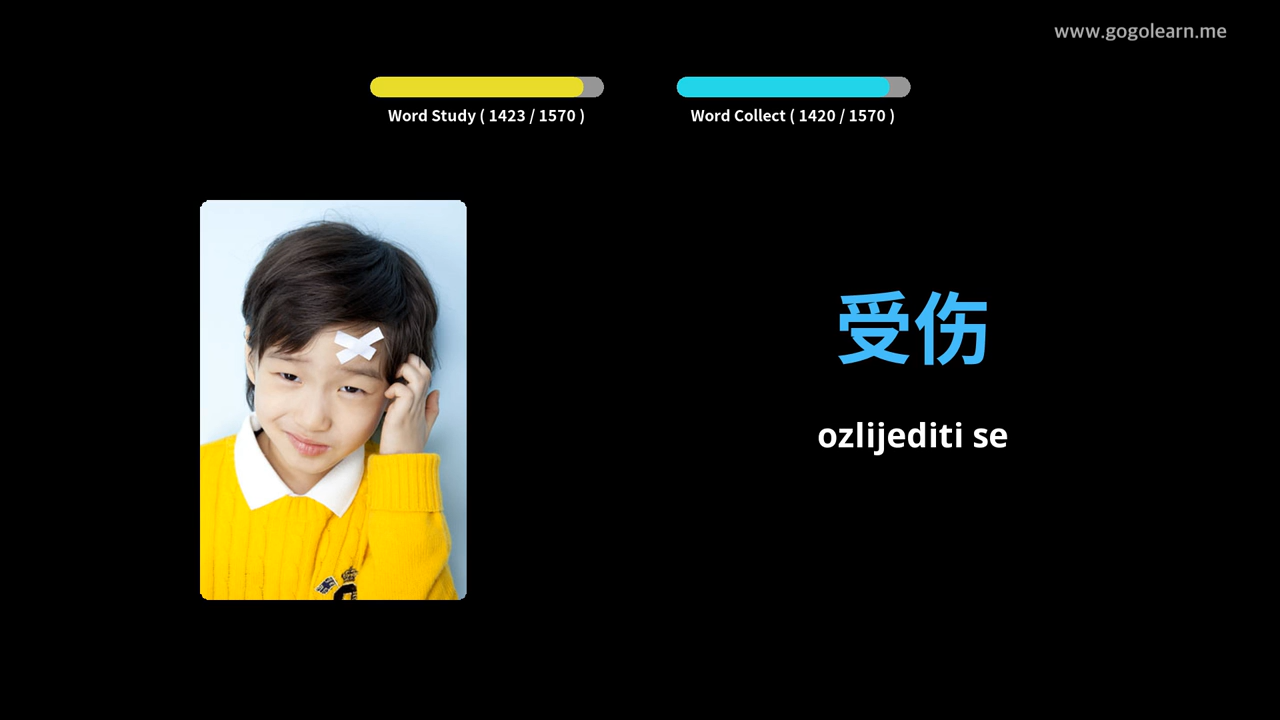 www.gogolearn.me
Word Study ( 1423 / 1570 )
Word Collect ( 1420 / 1570 )
受伤
ozlijediti se